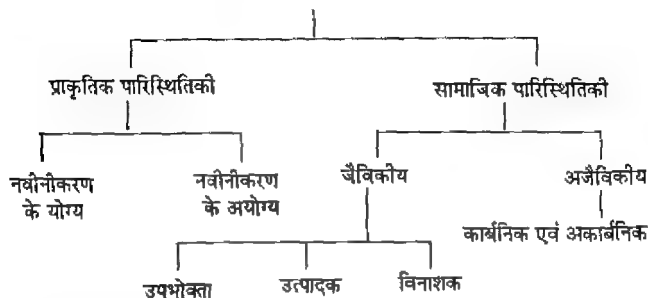 प्राकृतिक पारिस्थितिकी सामाजिक पारिस्थितिकी
नवीनीकरण के योग्य
नवीनीकरण के अयोग्य
जैविकीय
अजैविकीय
कार्बनिक एवं अकार्बनिक
उपभोक्ता उत्पादक विनाशक